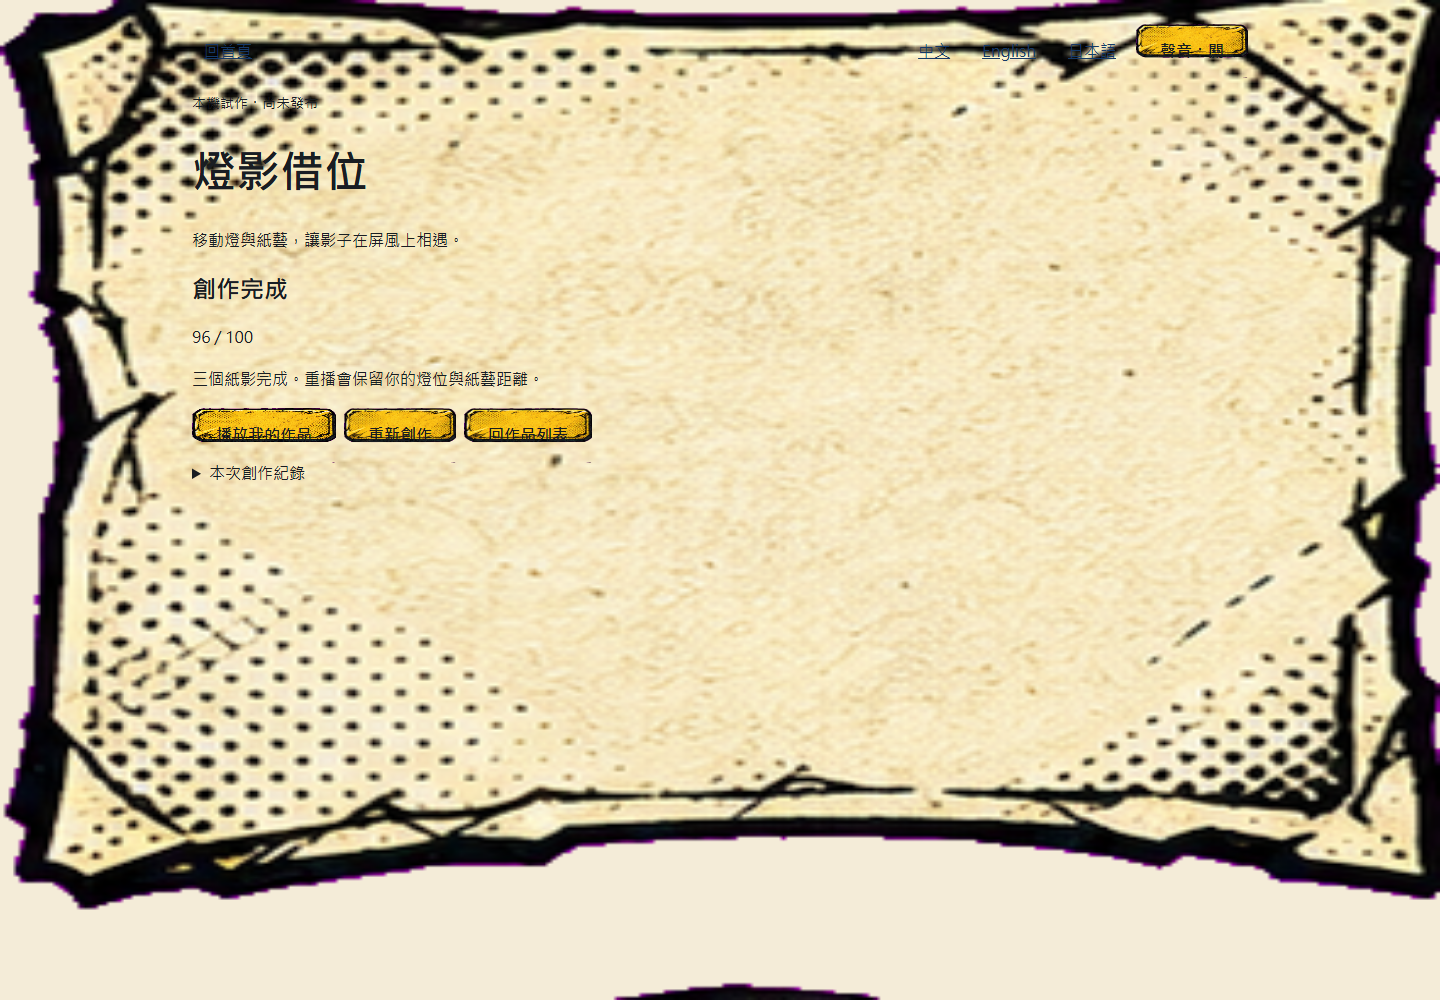 回首頁 中文 English 日本語 聲音·關
本機試作·尚未發布
燈影借位
移動燈與紙藝，讓影子在屏風上相遇。
創作完成
96 / 100
三個紙影完成。重播會保留你的燈位與紙藝距離。
播放我的作品 重新創作 回作品列表
▶ 本次創作紀錄